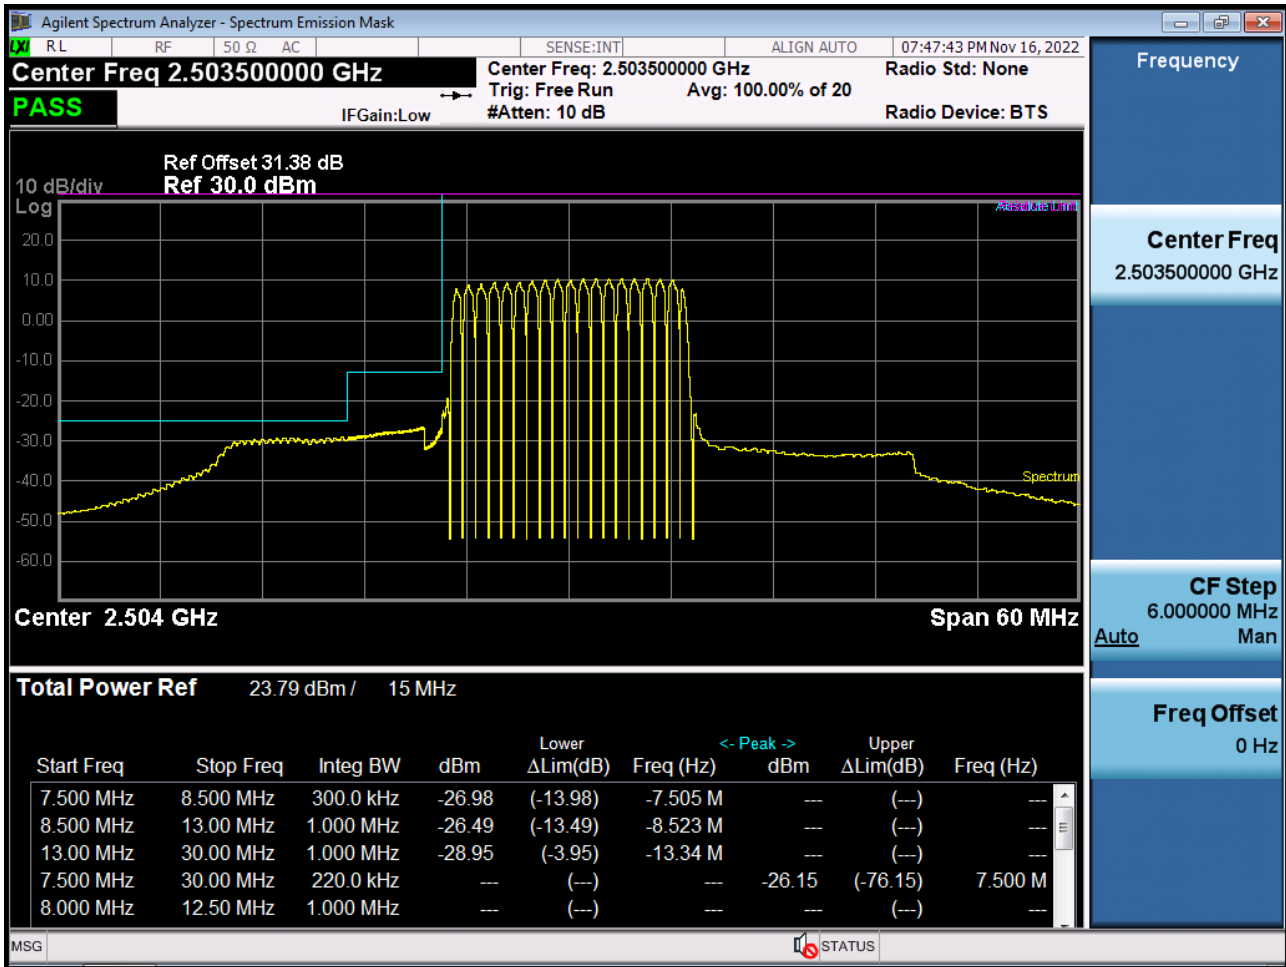 Agilent Spectrum Analyzer - Spectrum Emission Mask
LXI RL RF 50 Ω AC SENSE:INT ALIGN AUTO 07:47:43 PM Nov 16, 2022
Center Freq 2.503500000 GHz
Center Freq: 2.503500000 GHz
Radio Std: None
Trig: Free Run
Avg: 100.00% of 20
PASS
IFGain:Low
#Atten: 10 dB
Radio Device: BTS
Ref Offset 31.38 dB
10 dB/div
Ref 30.0 dBm
Log
Absolute Limit
20.0
10.0
0.00
-10.0
-20.0
-30.0
-40.0
Spectrum
-50.0
-60.0
Center 2.504 GHz
Span 60 MHz
Total Power Ref 23.79 dBm / 15 MHz
Lower <- Peak -> Upper
Start Freq Stop Freq Integ BW dBm ΔLim(dB) Freq (Hz) dBm ΔLim(dB) Freq (Hz)
7.500 MHz 8.500 MHz 300.0 kHz -26.98 (-13.98) -7.505 M --- (---) ---
8.500 MHz 13.00 MHz 1.000 MHz -26.49 (-13.49) -8.523 M --- (---) ---
13.00 MHz 30.00 MHz 1.000 MHz -28.95 (-3.95) -13.34 M --- (---) ---
7.500 MHz 30.00 MHz 220.0 kHz --- (---) --- -26.15 (-76.15) 7.500 M
8.000 MHz 12.50 MHz 1.000 MHz --- (---) --- --- (---) ---
MSG
STATUS
Frequency
Center Freq
2.503500000 GHz
CF Step
6.000000 MHz
Auto Man
Freq Offset
0 Hz